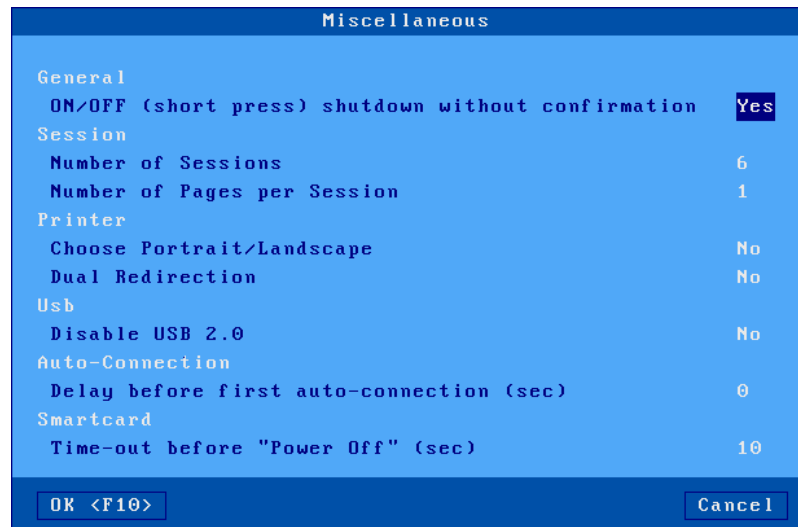 Miscellaneous
General
ON/OFF (short press) shutdown without confirmation Yes
Session
Number of Sessions 6
Number of Pages per Session 1
Printer
Choose Portrait/Landscape No
Dual Redirection No
Usb
Disable USB 2.0 No
Auto-Connection
Delay before first auto-connection (sec) 0
Smartcard
Time-out before "Power Off" (sec) 10
OK <F10> Cancel